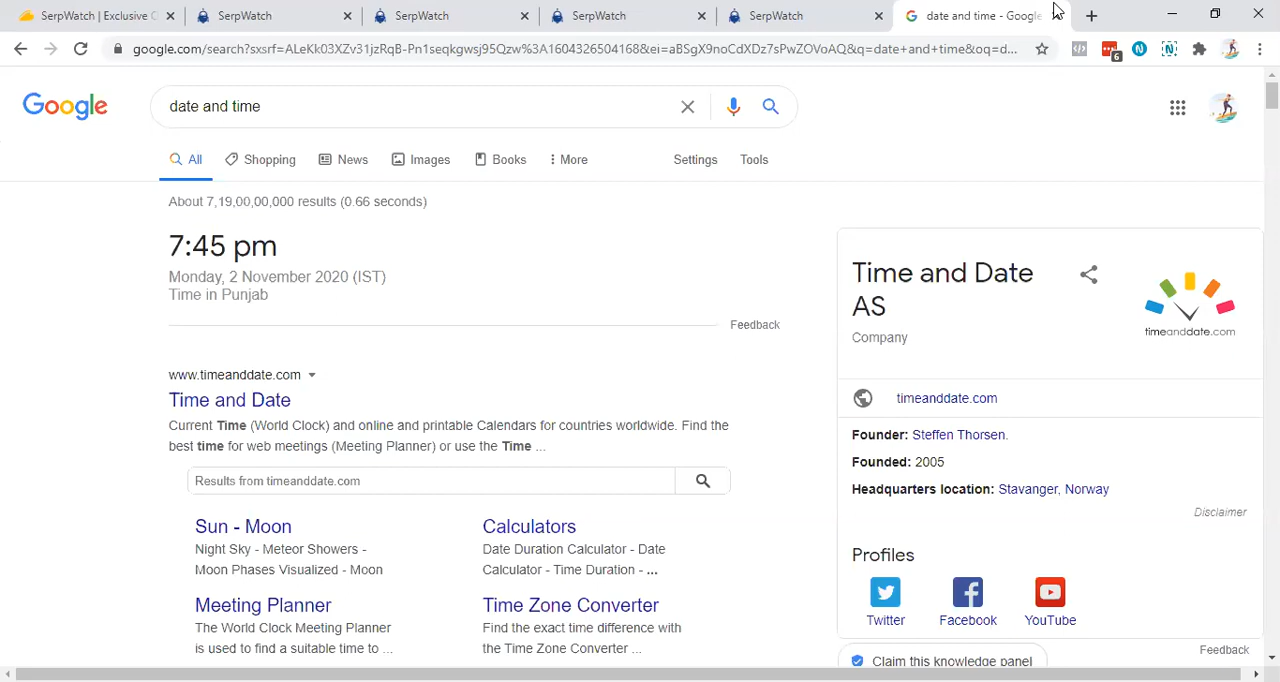 SerpWatch | Exclusive C
SerpWatch
SerpWatch
SerpWatch
SerpWatch
date and time - Google
google.com/search?sxsrf=ALeKk03XZv31jzRqB-Pn1seqkgwsj95Qzw%3A1604326504168&ei=aBSgX9noCdXDz7sPwZOVoAQ&q=date+and+time&oq=d...
6
Google
date and time
All
Shopping
News
Images
Books
More
Settings
Tools
About 7,19,00,00,000 results (0.66 seconds)
7:45 pm
Monday, 2 November 2020 (IST)
Time in Punjab
Feedback
www.timeanddate.com
Time and Date
Current Time (World Clock) and online and printable Calendars for countries worldwide. Find the
best time for web meetings (Meeting Planner) or use the Time ...
Results from timeanddate.com
Sun - Moon
Night Sky - Meteor Showers -
Moon Phases Visualized - Moon
Calculators
Date Duration Calculator - Date
Calculator - Time Duration - ...
Meeting Planner
The World Clock Meeting Planner
is used to find a suitable time to ...
Time Zone Converter
Find the exact time difference with
the Time Zone Converter ...
Time and Date
AS
Company
timeanddate.com
timeanddate.com
Founder: Steffen Thorsen.
Founded: 2005
Headquarters location: Stavanger, Norway
Disclaimer
Profiles
Twitter
Facebook
YouTube
Claim this knowledge panel
Feedback